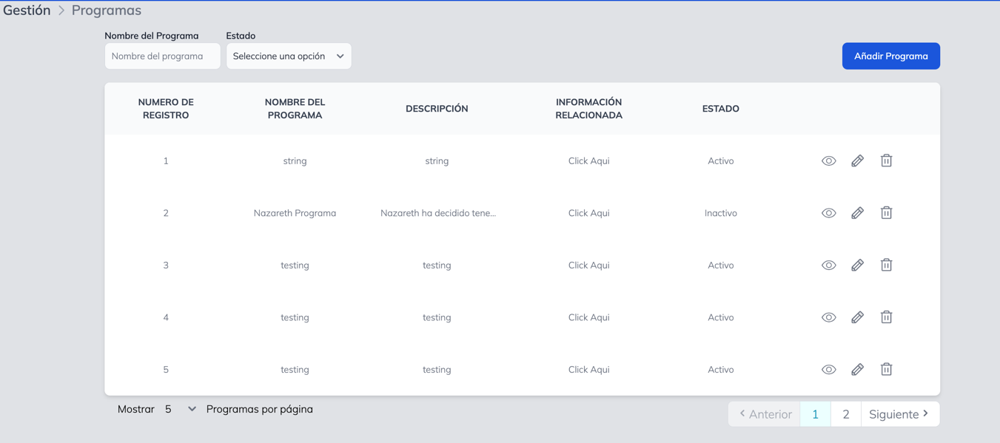 Gestión > Programas
Nombre del Programa Estado
Nombre del programa Seleccione una opción Añadir Programa
NUMERO DE REGISTRO NOMBRE DEL PROGRAMA DESCRIPCIÓN INFORMACIÓN RELACIONADA ESTADO
1 string string Click Aqui Activo
2 Nazareth Programa Nazareth ha decidido tene... Click Aqui Inactivo
3 testing testing Click Aqui Activo
4 testing testing Click Aqui Activo
5 testing testing Click Aqui Activo
Mostrar 5 Programas por página < Anterior 1 2 Siguiente >